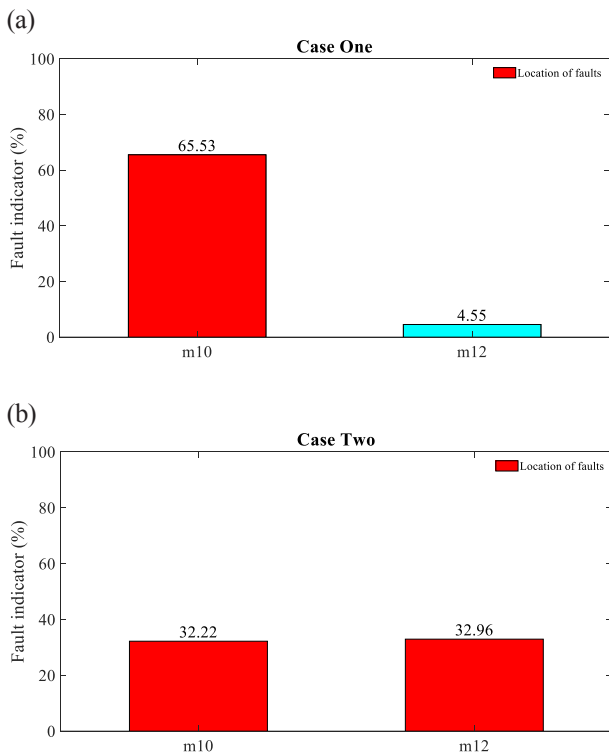 (a)
Case One
100
80
60
40
20
0
Fault indicator (%)
Location of faults
65.53
4.55
m10
m12
(b)
Case Two
100
80
60
40
20
0
Fault indicator (%)
Location of faults
32.22
32.96
m10
m12